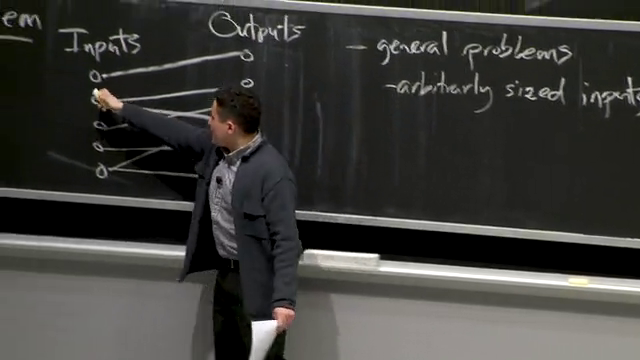 em
Inputs
Outputs
- general problems
- arbitrarly sized inputs